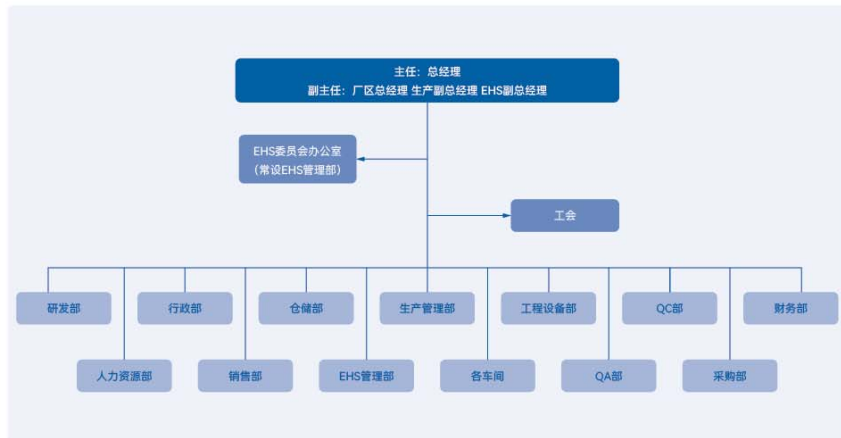 主任：总经理
副主任：厂区总经理 生产副总经理 EHS副总经理
EHS委员会办公室
（常设EHS管理部）
工会
研发部
行政部
仓储部
生产管理部
工程设备部
QC部
财务部
人力资源部
销售部
EHS管理部
各车间
QA部
采购部